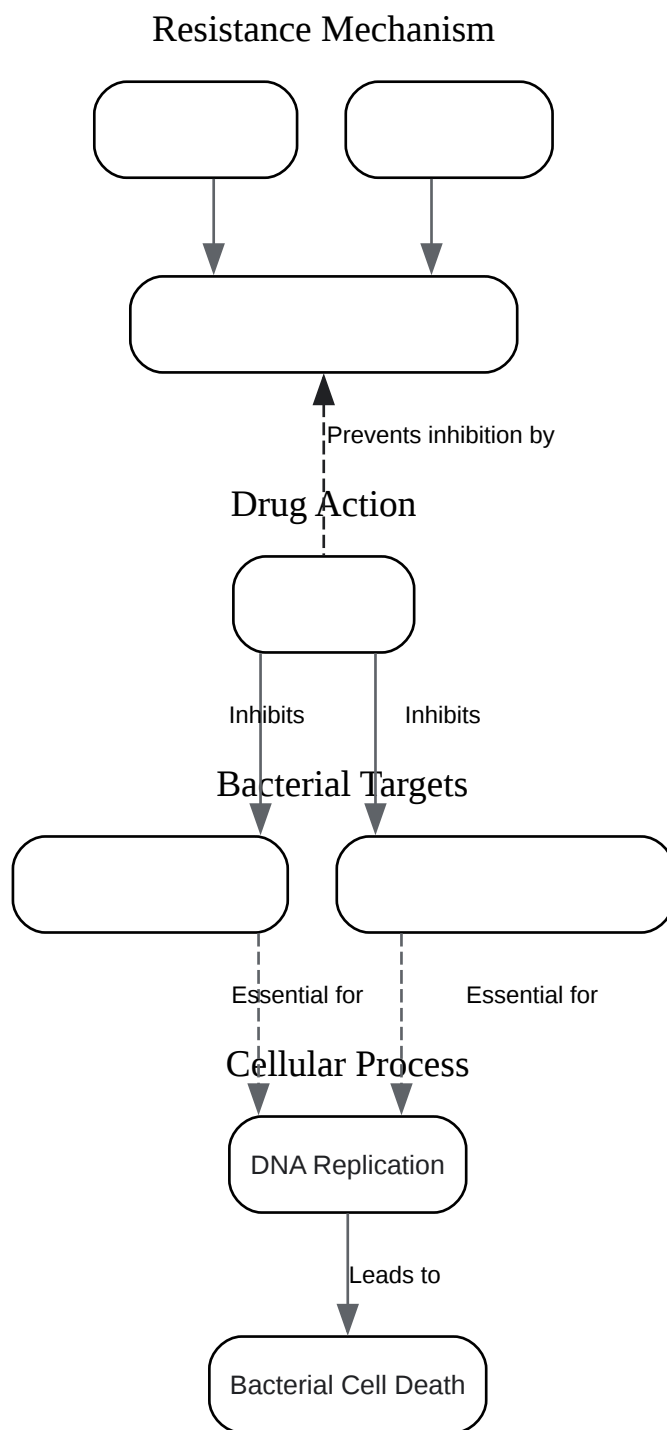 Resistance Mechanism
Prevents inhibition by
Drug Action
Inhibits
Inhibits
Bacterial Targets
Essential for
Essential for
Cellular Process
DNA Replication
Leads to
Bacterial Cell Death